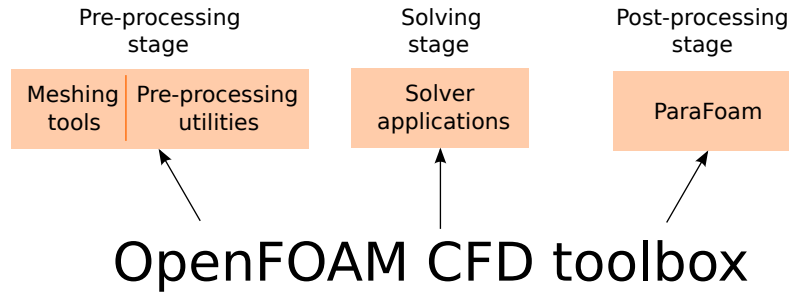 Pre-processing
stage
Solving
stage
Post-processing
stage
Meshing
tools
Pre-processing
utilities
Solver
applications
ParaFoam
OpenFOAM CFD toolbox